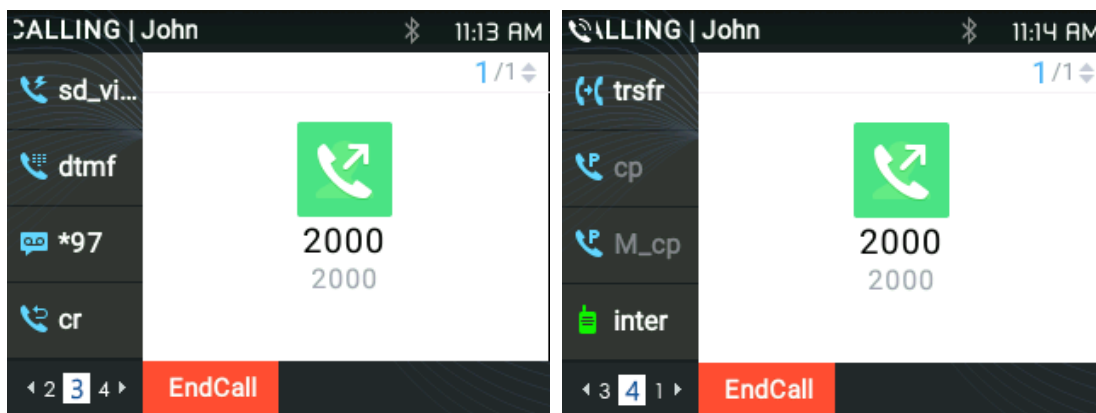 CALLING | John 11:13 AM
1/1
sd_vi...
dtmf
2000
*97
2000
cr
2 3 4 EndCall
ALLING | John 11:14 AM
1/1
trsfr
cp
2000
M_cp
2000
inter
3 4 1 EndCall